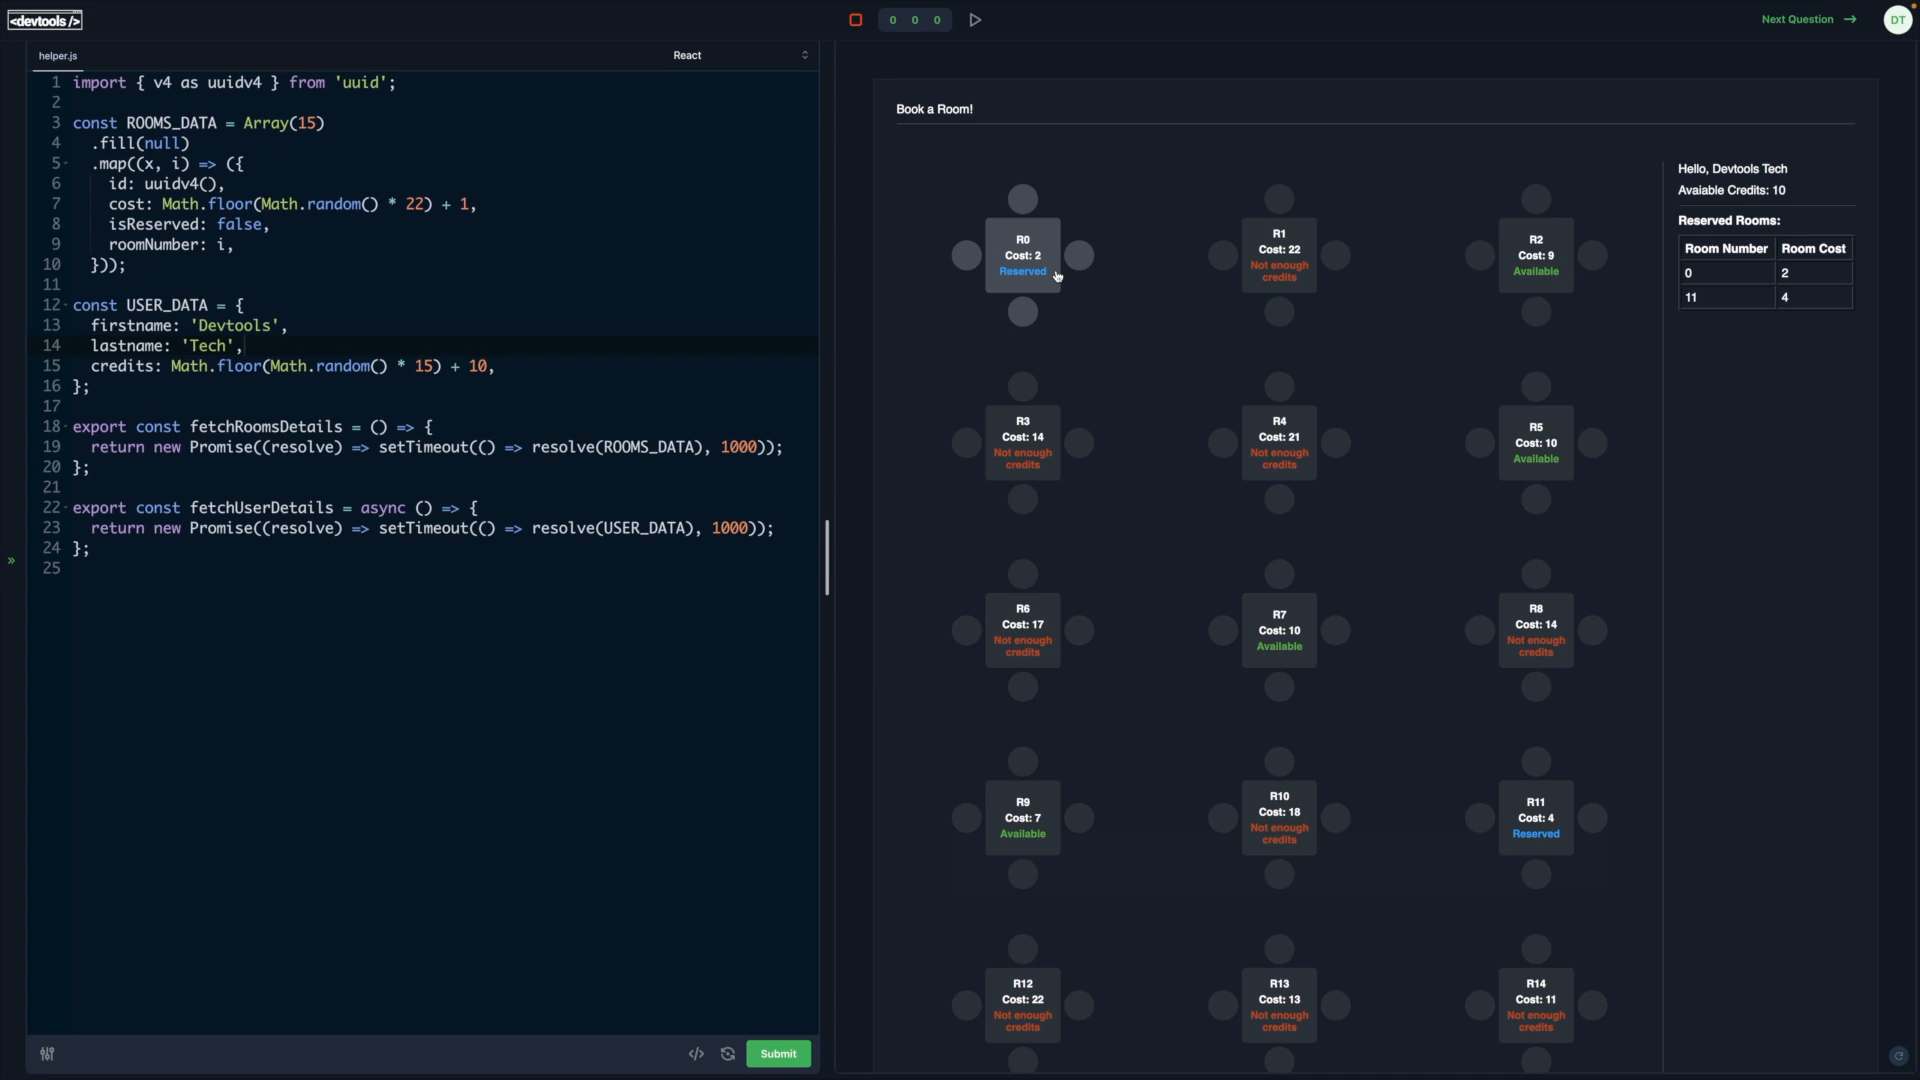 <devtools />
0 0 0
Next Question →
DT
helper.js
React
1 import { v4 as uuidv4 } from 'uuid';
2
3 const ROOMS_DATA = Array(15)
4 .fill(null)
5 .map((x, i) => ({
6 id: uuidv4(),
7 cost: Math.floor(Math.random() * 22) + 1,
8 isReserved: false,
9 roomNumber: i,
10 }));
11
12 const USER_DATA = {
13 firstname: 'Devtools',
14 lastname: 'Tech',
15 credits: Math.floor(Math.random() * 15) + 10,
16 };
17
18 export const fetchRoomsDetails = () => {
19 return new Promise((resolve) => setTimeout(() => resolve(ROOMS_DATA), 1000));
20 };
21
22 export const fetchUserDetails = async () => {
23 return new Promise((resolve) => setTimeout(() => resolve(USER_DATA), 1000));
24 };
25
»
</>
Submit
Book a Room!
R0
Cost: 2
Reserved
R1
Cost: 22
Not enough
credits
R2
Cost: 9
Available
R3
Cost: 14
Not enough
credits
R4
Cost: 21
Not enough
credits
R5
Cost: 10
Available
R6
Cost: 17
Not enough
credits
R7
Cost: 10
Available
R8
Cost: 14
Not enough
credits
R9
Cost: 7
Available
R10
Cost: 18
Not enough
credits
R11
Cost: 4
Reserved
R12
Cost: 22
Not enough
credits
R13
Cost: 13
Not enough
credits
R14
Cost: 11
Not enough
credits
Hello, Devtools Tech
Avaiable Credits: 10
Reserved Rooms:
Room Number Room Cost
0 2
11 4